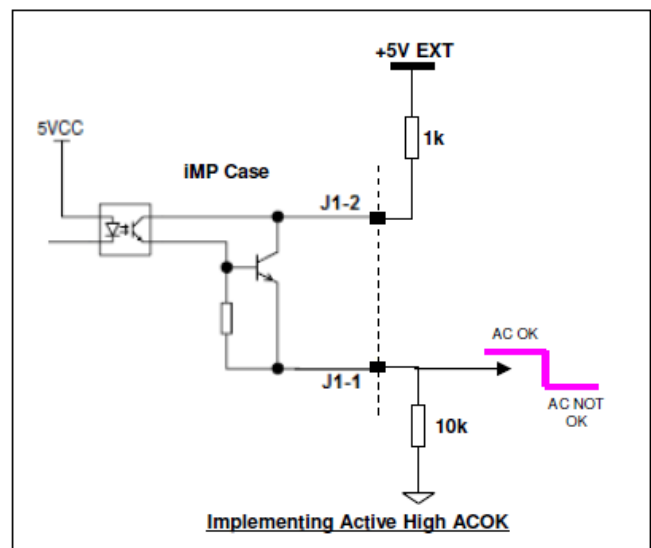 +5V EXT
5VCC
1k
iMP Case
J1-2
AC OK
J1-1
AC NOT
OK
10k
Implementing Active High ACOK